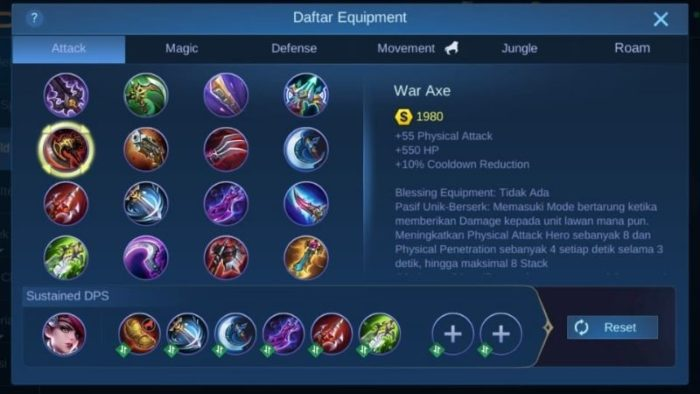 Daftar Equipment
?
Attack
Magic
Defense
Movement
Jungle
Roam
War Axe
1980
+55 Physical Attack
+550 HP
+10% Cooldown Reduction
Blessing Equipment: Tidak Ada
Pasif Unik-Berserk: Memasuki Mode bertarung ketika
memberikan Damage kepada unit lawan mana pun.
Meningkatkan Physical Attack Hero sebanyak 8 dan
Physical Penetration sebanyak 4 setiap detik selama 3
detik, hingga maksimal 8 Stack
Sustained DPS
Reset